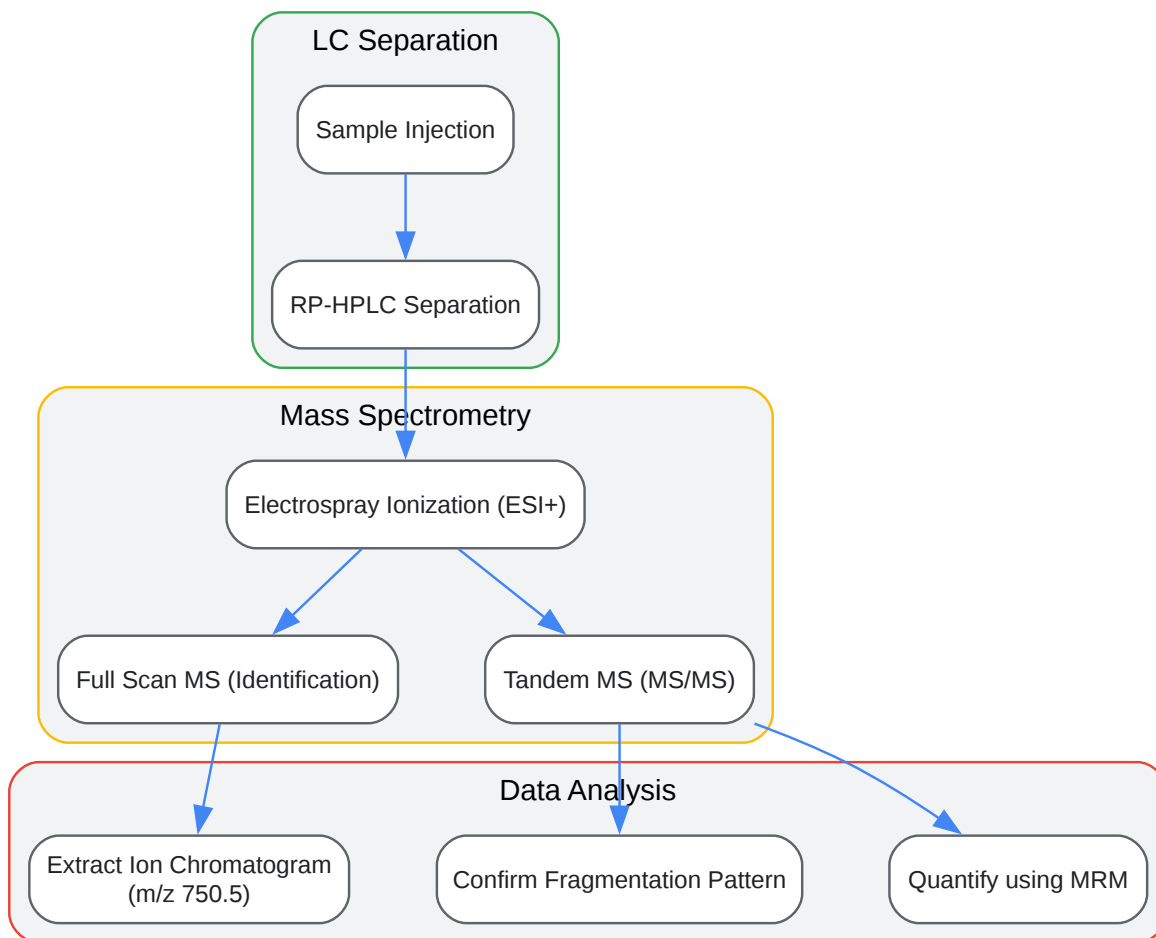 LC Separation
Sample Injection
RP-HPLC Separation
Mass Spectrometry
Electrospray Ionization (ESI+)
Full Scan MS (Identification)
Tandem MS (MS/MS)
Data Analysis
Extract Ion Chromatogram
(m/z 750.5)
Confirm Fragmentation Pattern
Quantify using MRM